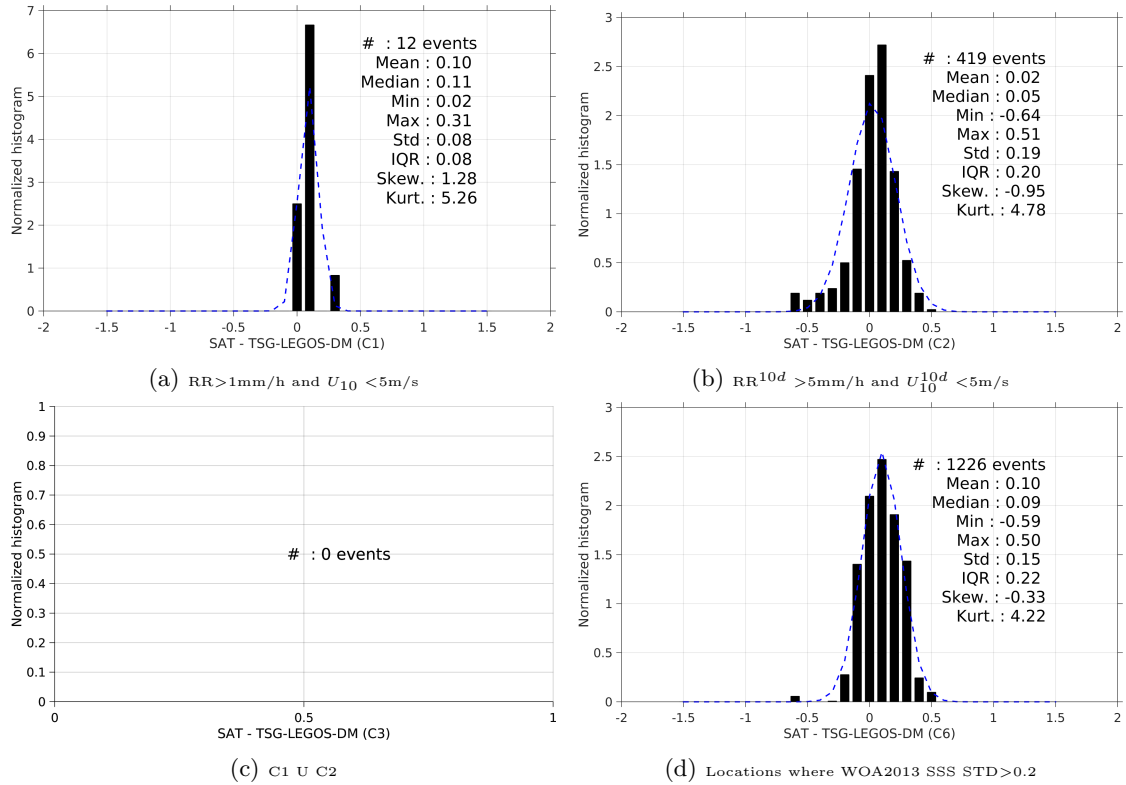 7
6
5
4
3
2
1
0
Normalized histogram
# : 12 events
Mean : 0.10
Median : 0.11
Min : 0.02
Max : 0.31
Std : 0.08
IQR : 0.08
Skew. : 1.28
Kurt. : 5.26
-2 -1.5 -1 -0.5 0 0.5 1 1.5 2
SAT - TSG-LEGOS-DM (C1)
(a) RR>1mm/h and U10 <5m/s
3
2.5
2
1.5
1
0.5
0
Normalized histogram
# : 419 events
Mean : 0.02
Median : 0.05
Min : -0.64
Max : 0.51
Std : 0.19
IQR : 0.20
Skew. : -0.95
Kurt. : 4.78
-2 -1.5 -1 -0.5 0 0.5 1 1.5 2
SAT - TSG-LEGOS-DM (C2)
(b) RR10d >5mm/h and U10d10 <5m/s
1
0.9
0.8
0.7
0.6
0.5
0.4
0.3
0.2
0.1
0
Normalized histogram
# : 0 events
0 0.5 1
SAT - TSG-LEGOS-DM (C3)
(c) C1 U C2
3
2.5
2
1.5
1
0.5
0
Normalized histogram
# : 1226 events
Mean : 0.10
Median : 0.09
Min : -0.59
Max : 0.50
Std : 0.15
IQR : 0.22
Skew. : -0.33
Kurt. : 4.22
-2 -1.5 -1 -0.5 0 0.5 1 1.5 2
SAT - TSG-LEGOS-DM (C6)
(d) Locations where WOA2013 SSS STD>0.2